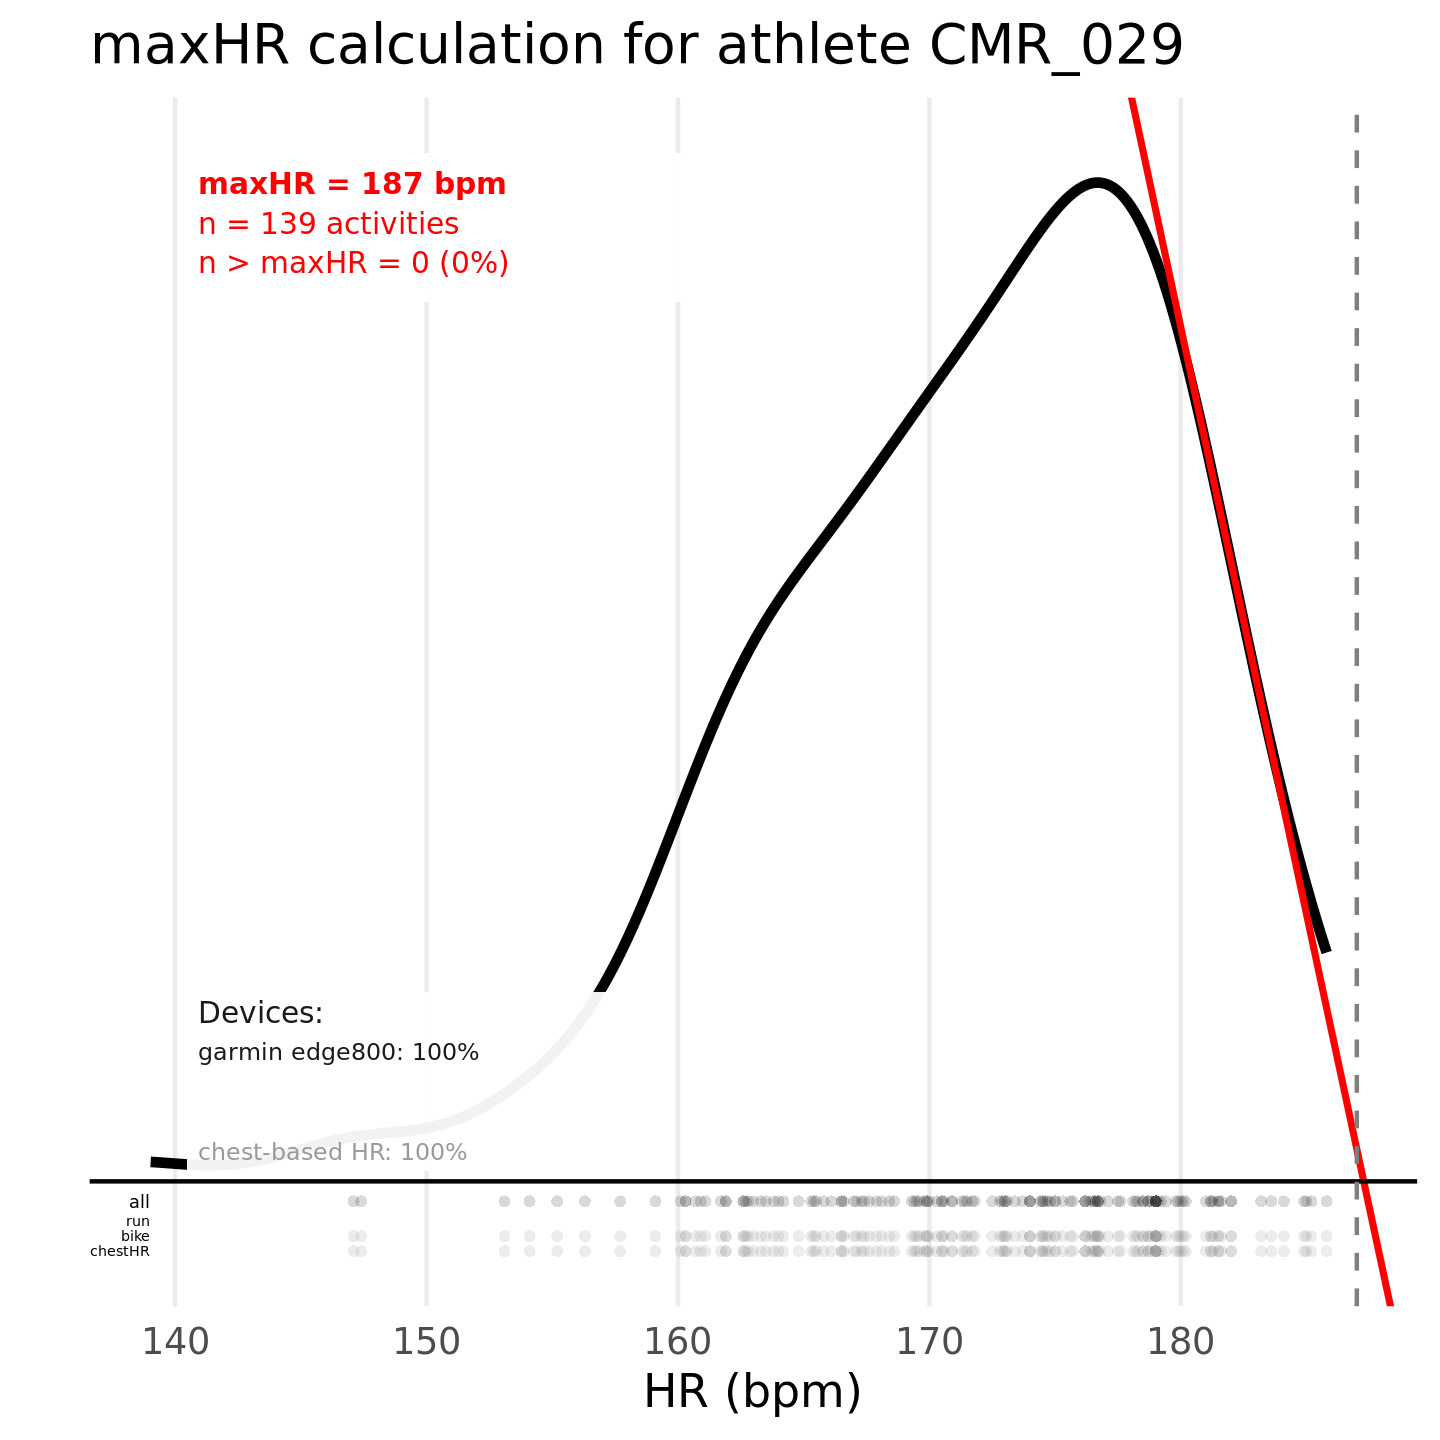 maxHR calculation for athlete CMR_029
maxHR = 187 bpm
n = 139 activities
n > maxHR = 0 (0%)
Devices:
garmin edge800: 100%
chest-based HR: 100%
all
run
bike
chestHR
140 150 160 170 180
HR (bpm)